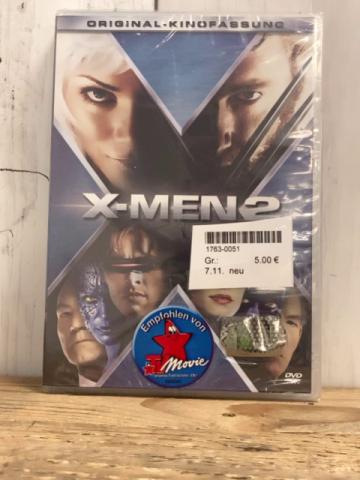 ORIGINAL-KINOFASSUNG
X-MEN 2
1763-0051
Gr.: 5.00 €
7.11. neu
Empfohlen von
Movie
DVD